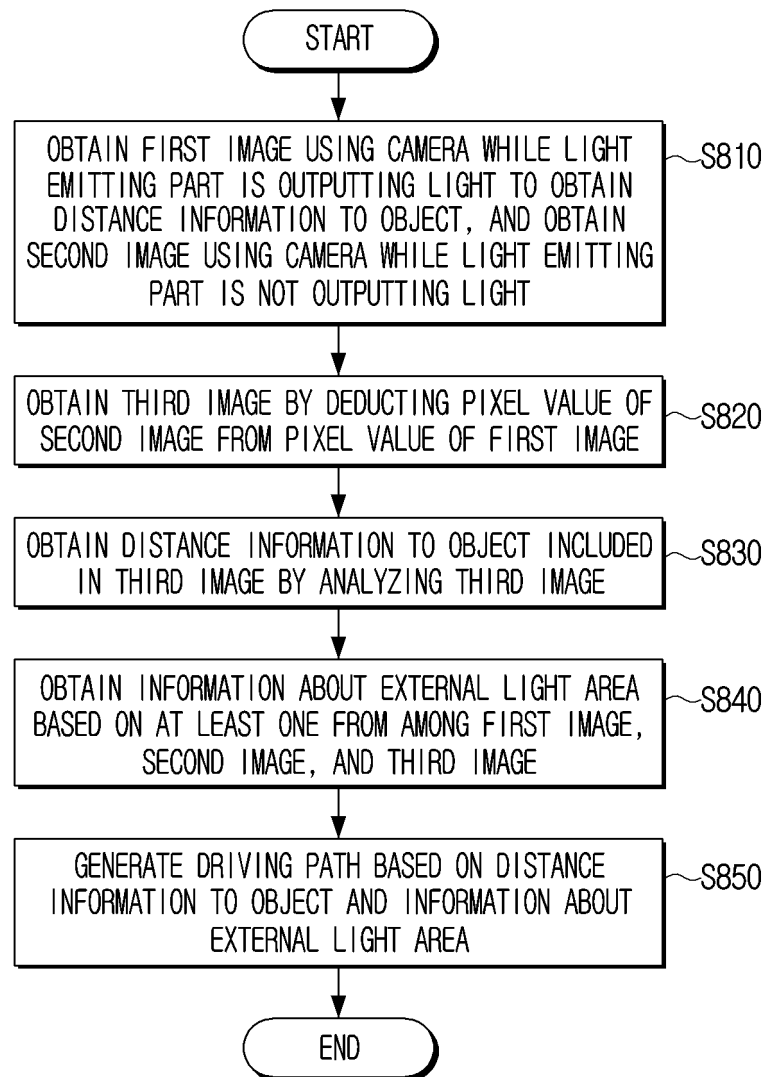 START
OBTAIN FIRST IMAGE USING CAMERA WHILE LIGHT
EMITTING PART IS OUTPUTTING LIGHT TO OBTAIN
DISTANCE INFORMATION TO OBJECT, AND OBTAIN
SECOND IMAGE USING CAMERA WHILE LIGHT EMITTING
PART IS NOT OUTPUTTING LIGHT
S810
OBTAIN THIRD IMAGE BY DEDUCTING PIXEL VALUE OF
SECOND IMAGE FROM PIXEL VALUE OF FIRST IMAGE
S820
OBTAIN DISTANCE INFORMATION TO OBJECT INCLUDED
IN THIRD IMAGE BY ANALYZING THIRD IMAGE
S830
OBTAIN INFORMATION ABOUT EXTERNAL LIGHT AREA
BASED ON AT LEAST ONE FROM AMONG FIRST IMAGE,
SECOND IMAGE, AND THIRD IMAGE
S840
GENERATE DRIVING PATH BASED ON DISTANCE
INFORMATION TO OBJECT AND INFORMATION ABOUT
EXTERNAL LIGHT AREA
S850
END